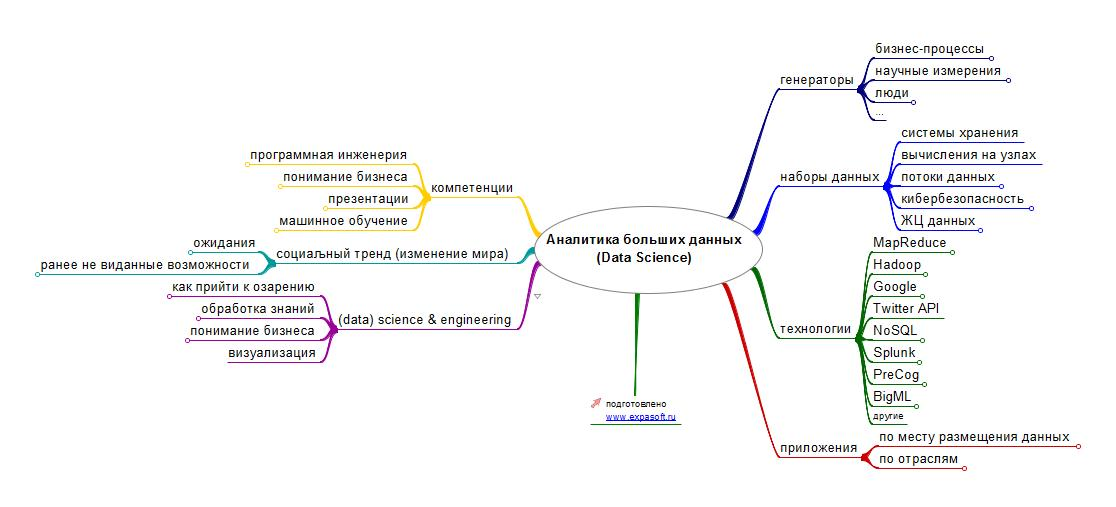 Аналитика больших данных
(Data Science)
генераторы
бизнес-процессы
научные измерения
люди
...
наборы данных
системы хранения
вычисления на узлах
потоки данных
кибербезопасность
ЖЦ данных
технологии
MapReduce
Hadoop
Google
Twitter API
NoSQL
Splunk
PreCog
BigML
другие
приложения
по месту размещения данных
по отраслям
компетенции
программная инженерия
понимание бизнеса
презентации
машинное обучение
социальный тренд (изменение мира)
ожидания
ранее не виданные возможности
(data) science & engineering
как прийти к озарению
обработка знаний
понимание бизнеса
визуализация
подготовлено
www.expasoft.ru